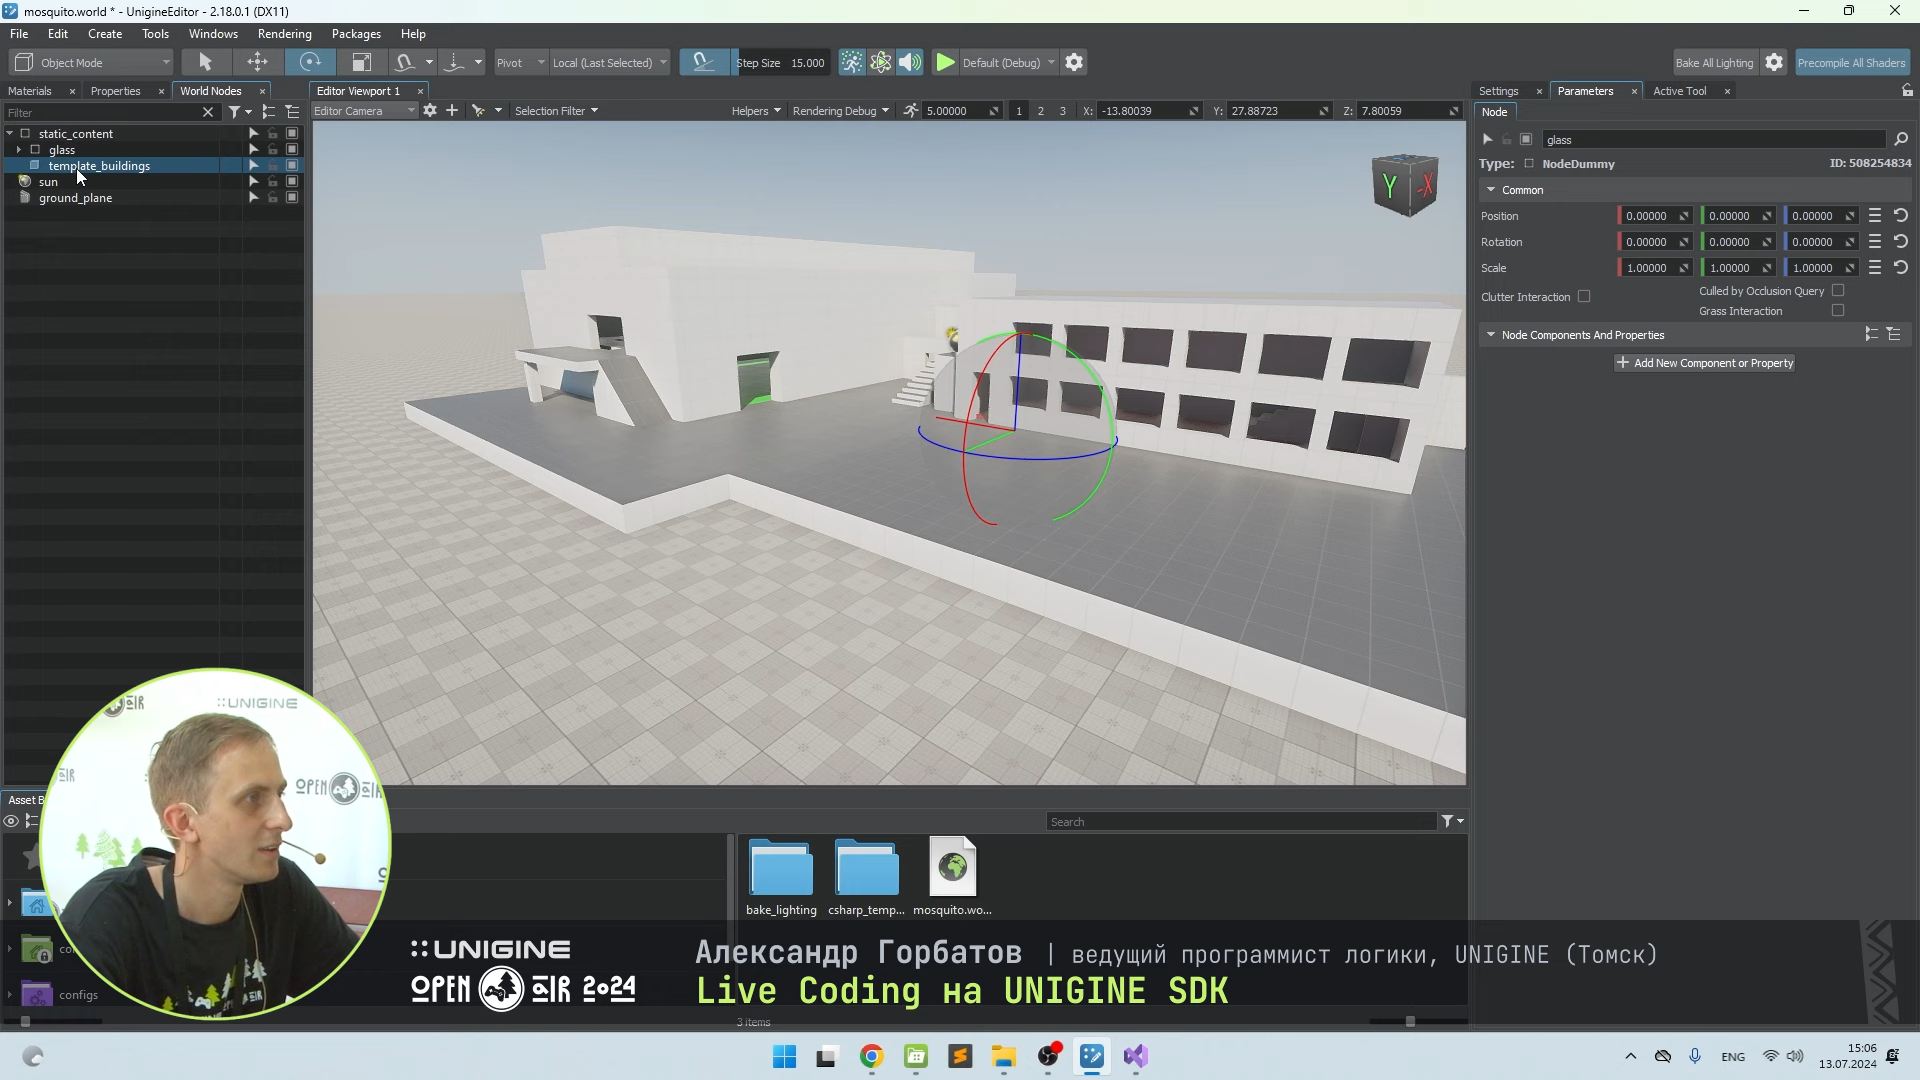 mosquito.world * - UnigineEditor - 2.18.0.1 (DX11)
File Edit Create Tools Windows Rendering Packages Help
Object Mode Pivot Local (Last Selected) Step Size 15.000 Default (Debug) Bake All Lighting Precompile All Shaders
Materials Properties World Nodes Editor Viewport 1 Settings Parameters Active Tool
Filter Editor Camera Selection Filter Helpers Rendering Debug 5.00000 1 2 3 X: -13.80039 Y: 27.88723 Z: 7.80059
Node
static_content
glass
template_buildings
sun
ground_plane
Y -X
glass
Type: NodeDummy ID: 508254834
Common
Position 0.00000 0.00000 0.00000
Rotation 0.00000 0.00000 0.00000
Scale 1.00000 1.00000 1.00000
Clutter Interaction Culled by Occlusion Query
Grass Interaction
Node Components And Properties
Add New Component or Property
Asset B
Search
bake_lighting csharp_temp... mosquito.wo...
co
configs
3 items
UNIGINE
OPEN AIR
UNIGINE
OPEN AIR 2024
Александр Горбатов | ведущий программист логики, UNIGINE (Томск)
Live Coding на UNIGINE SDK
ENG 15:06
13.07.2024